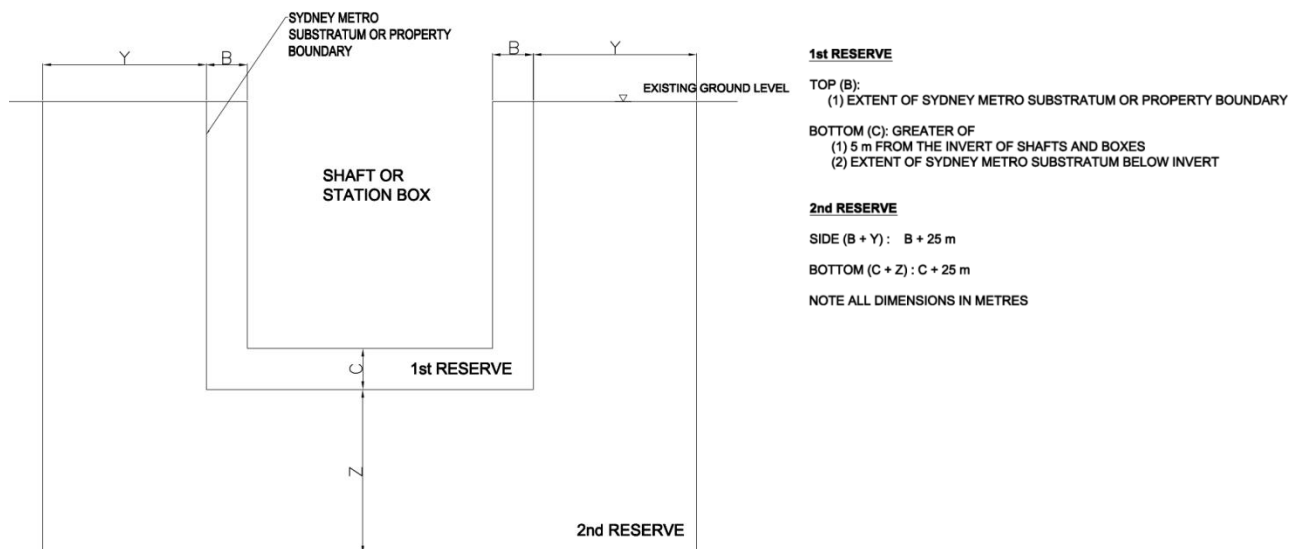 SYDNEY METRO
SUBSTRATUM OR PROPERTY
BOUNDARY
Y
B
B
Y
EXISTING GROUND LEVEL
SHAFT OR
STATION BOX
C
1st RESERVE
Z
2nd RESERVE
1st RESERVE
TOP (B):
(1) EXTENT OF SYDNEY METRO SUBSTRATUM OR PROPERTY BOUNDARY
BOTTOM (C): GREATER OF
(1) 5 m FROM THE INVERT OF SHAFTS AND BOXES
(2) EXTENT OF SYDNEY METRO SUBSTRATUM BELOW INVERT
2nd RESERVE
SIDE (B + Y) : B + 25 m
BOTTOM (C + Z) : C + 25 m
NOTE ALL DIMENSIONS IN METRES